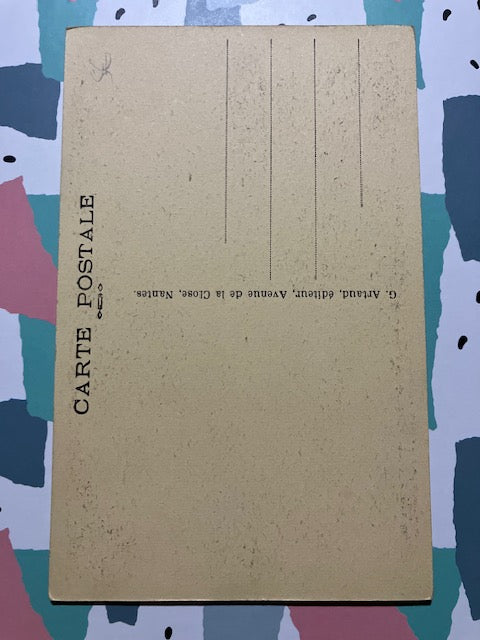 CARTE POSTALE
G. Artaud, éditeur, Avenue de la Close, Nantes.